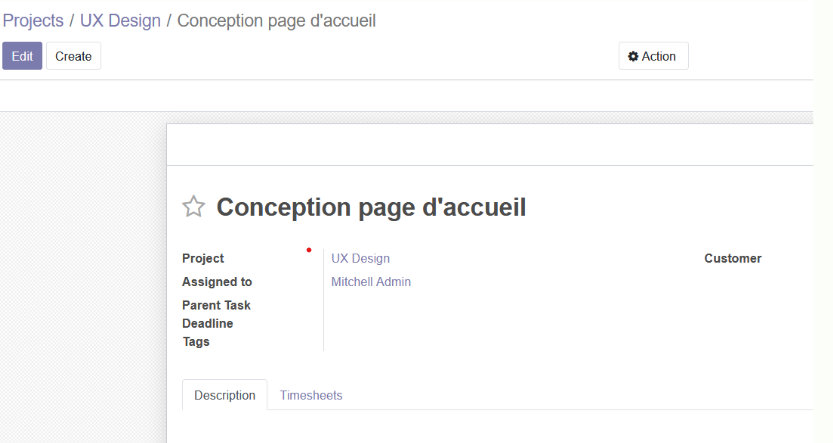 Projects / UX Design / Conception page d'accueil
Edit Create Action
Conception page d'accueil
Project UX Design Customer
Assigned to Mitchell Admin
Parent Task
Deadline
Tags
Description Timesheets